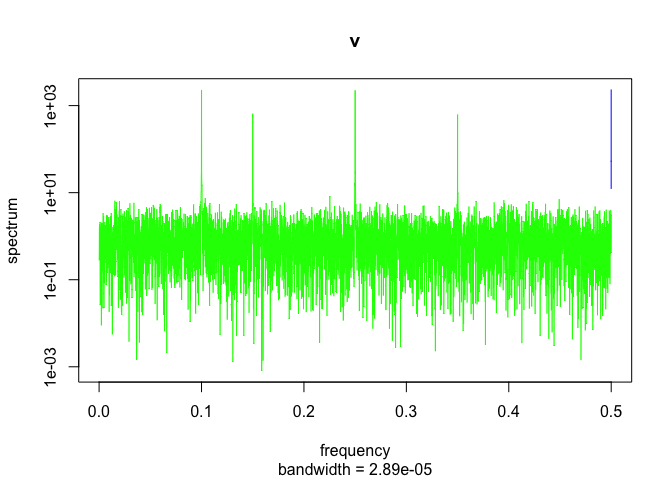 v
spectrum
1e+03
1e+01
1e-01
1e-03
0.0 0.1 0.2 0.3 0.4 0.5
frequency
bandwidth = 2.89e-05